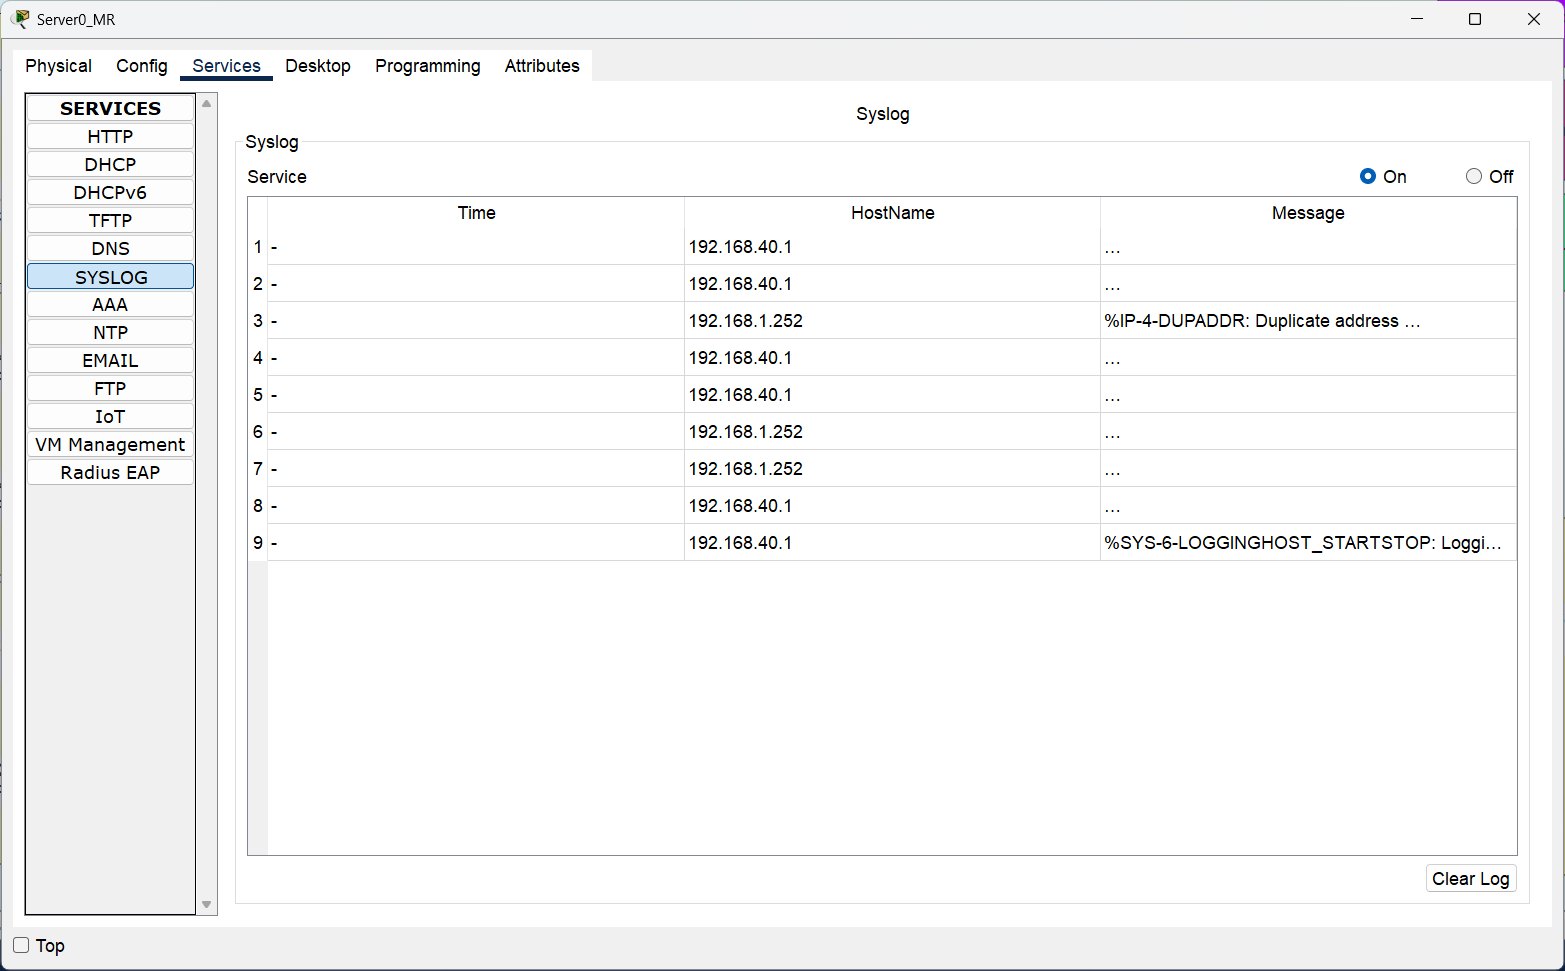 Server0_MR
Physical Config Services Desktop Programming Attributes
SERVICES
HTTP
DHCP
DHCPv6
TFTP
DNS
SYSLOG
AAA
NTP
EMAIL
FTP
IoT
VM Management
Radius EAP
Syslog
Syslog
Service On Off
Time HostName Message
1 - 192.168.40.1 ...
2 - 192.168.40.1 ...
3 - 192.168.1.252 %IP-4-DUPADDR: Duplicate address ...
4 - 192.168.40.1 ...
5 - 192.168.40.1 ...
6 - 192.168.1.252 ...
7 - 192.168.1.252 ...
8 - 192.168.40.1 ...
9 - 192.168.40.1 %SYS-6-LOGGINGHOST_STARTSTOP: Loggi...
Clear Log
Top